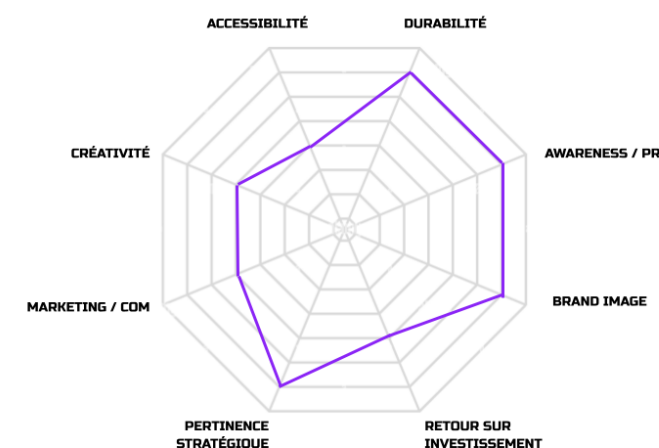 ACCESSIBILITÉ
DURABILITÉ
CRÉATIVITÉ
AWARENESS / PR
MARKETING / COM
BRAND IMAGE
PERTINENCE
STRATÉGIQUE
RETOUR SUR
INVESTISSEMENT